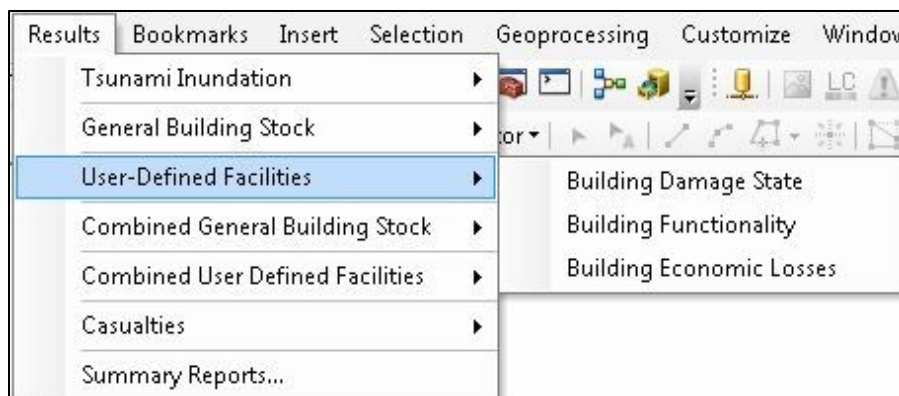 Results Bookmarks Insert Selection Geoprocessing Customize
Tsunami Inundation
LC
General Building Stock
User-Defined Facilities
Building Damage State
Combined General Building Stock
Building Functionality
Building Economic Losses
Combined User Defined Facilities
Casualties
Summary Reports...